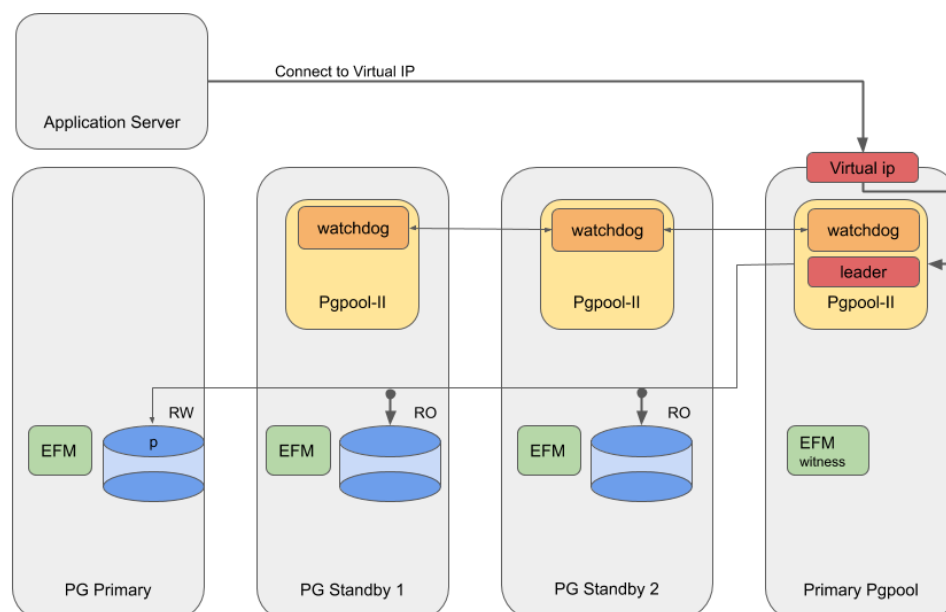 Connect to Virtual IP
Application Server
Virtual ip
watchdog
watchdog
watchdog
leader
Pgpool-II
Pgpool-II
Pgpool-II
RW
RO
RO
p
EFM
EFM
EFM
EFM
witness
PG Primary
PG Standby 1
PG Standby 2
Primary Pgpool